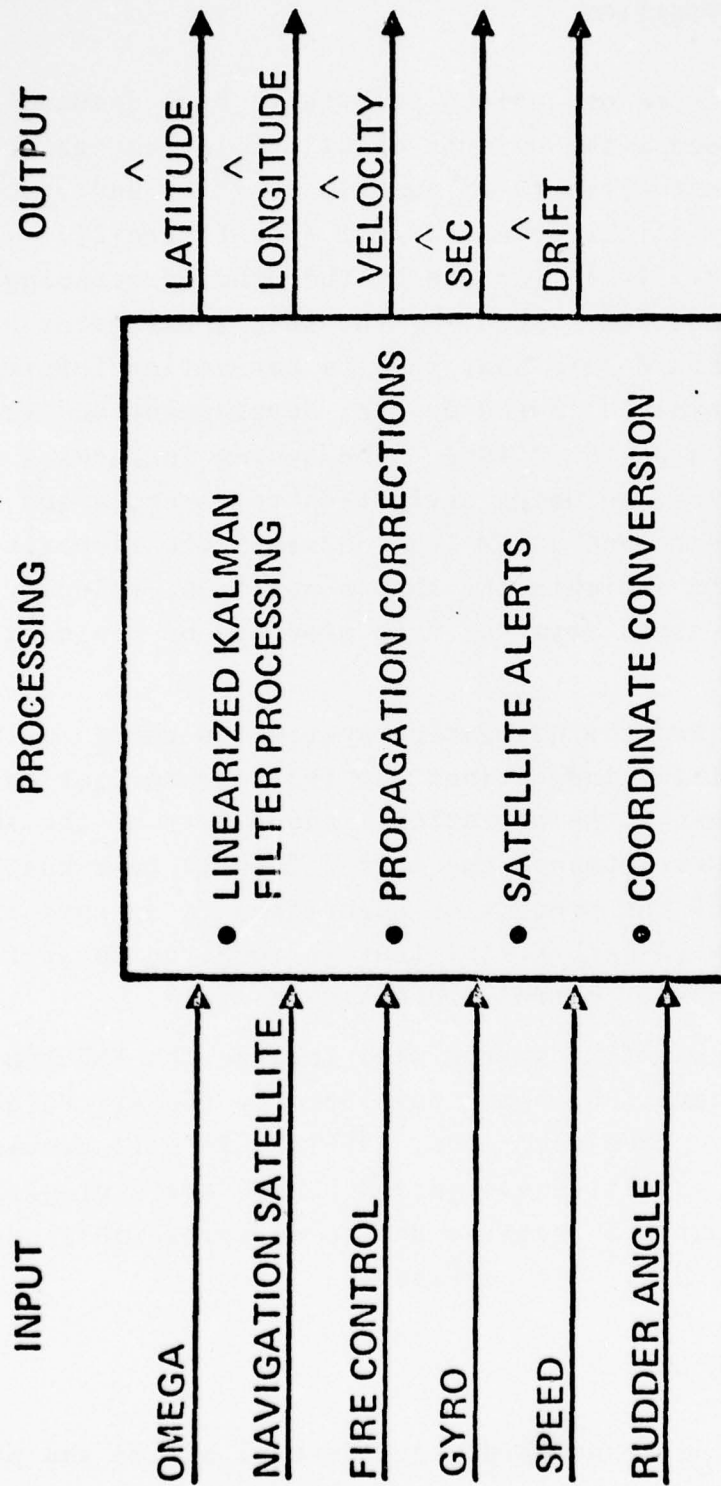 INPUT
PROCESSING
OUTPUT
OMEGA
NAVIGATION SATELLITE
FIRE CONTROL
GYRO
SPEED
RUDDER ANGLE
• LINEARIZED KALMAN
FILTER PROCESSING
• PROPAGATION CORRECTIONS
• SATELLITE ALERTS
• COORDINATE CONVERSION
^
LATITUDE
^
LONGITUDE
^
VELOCITY
^
SEC
^
DRIFT